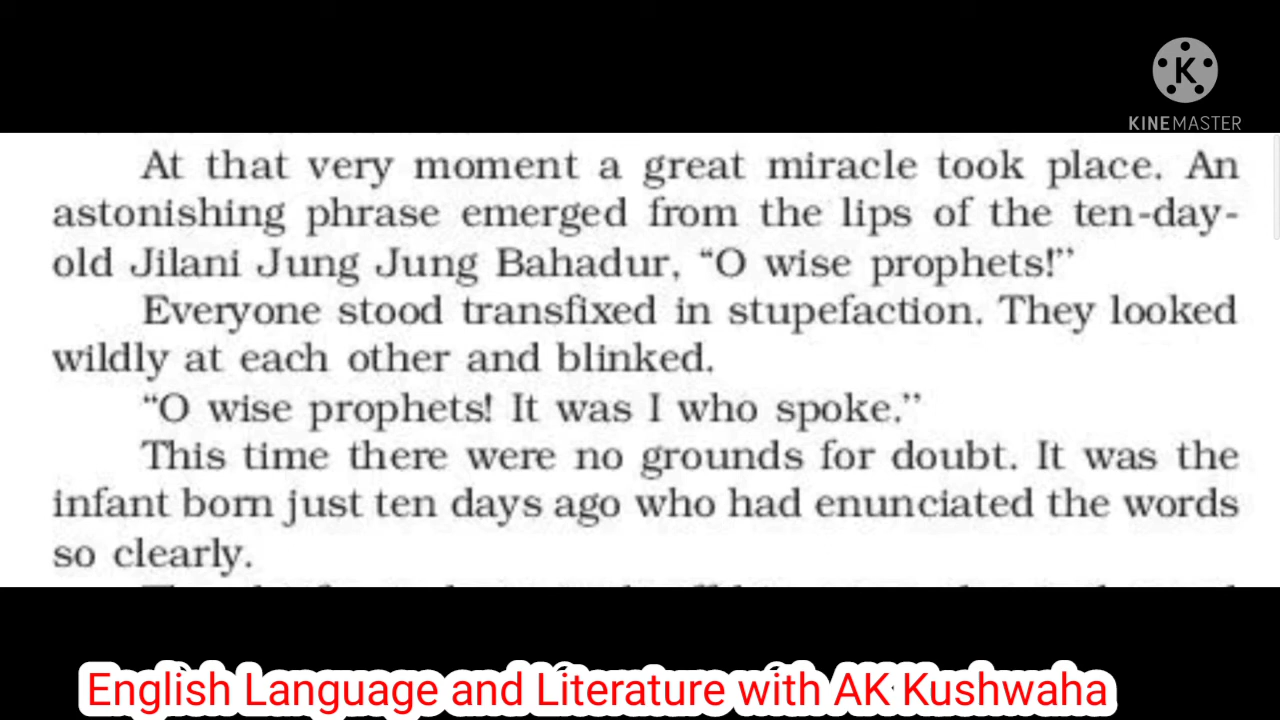 K
KINEMASTER
At that very moment a great miracle took place. An
astonishing phrase emerged from the lips of the ten-day-
old Jilani Jung Jung Bahadur, “O wise prophets!”
Everyone stood transfixed in stupefaction. They looked
wildly at each other and blinked.
“O wise prophets! It was I who spoke.”
This time there were no grounds for doubt. It was the
infant born just ten days ago who had enunciated the words
so clearly.
English Language and Literature with AK Kushwaha